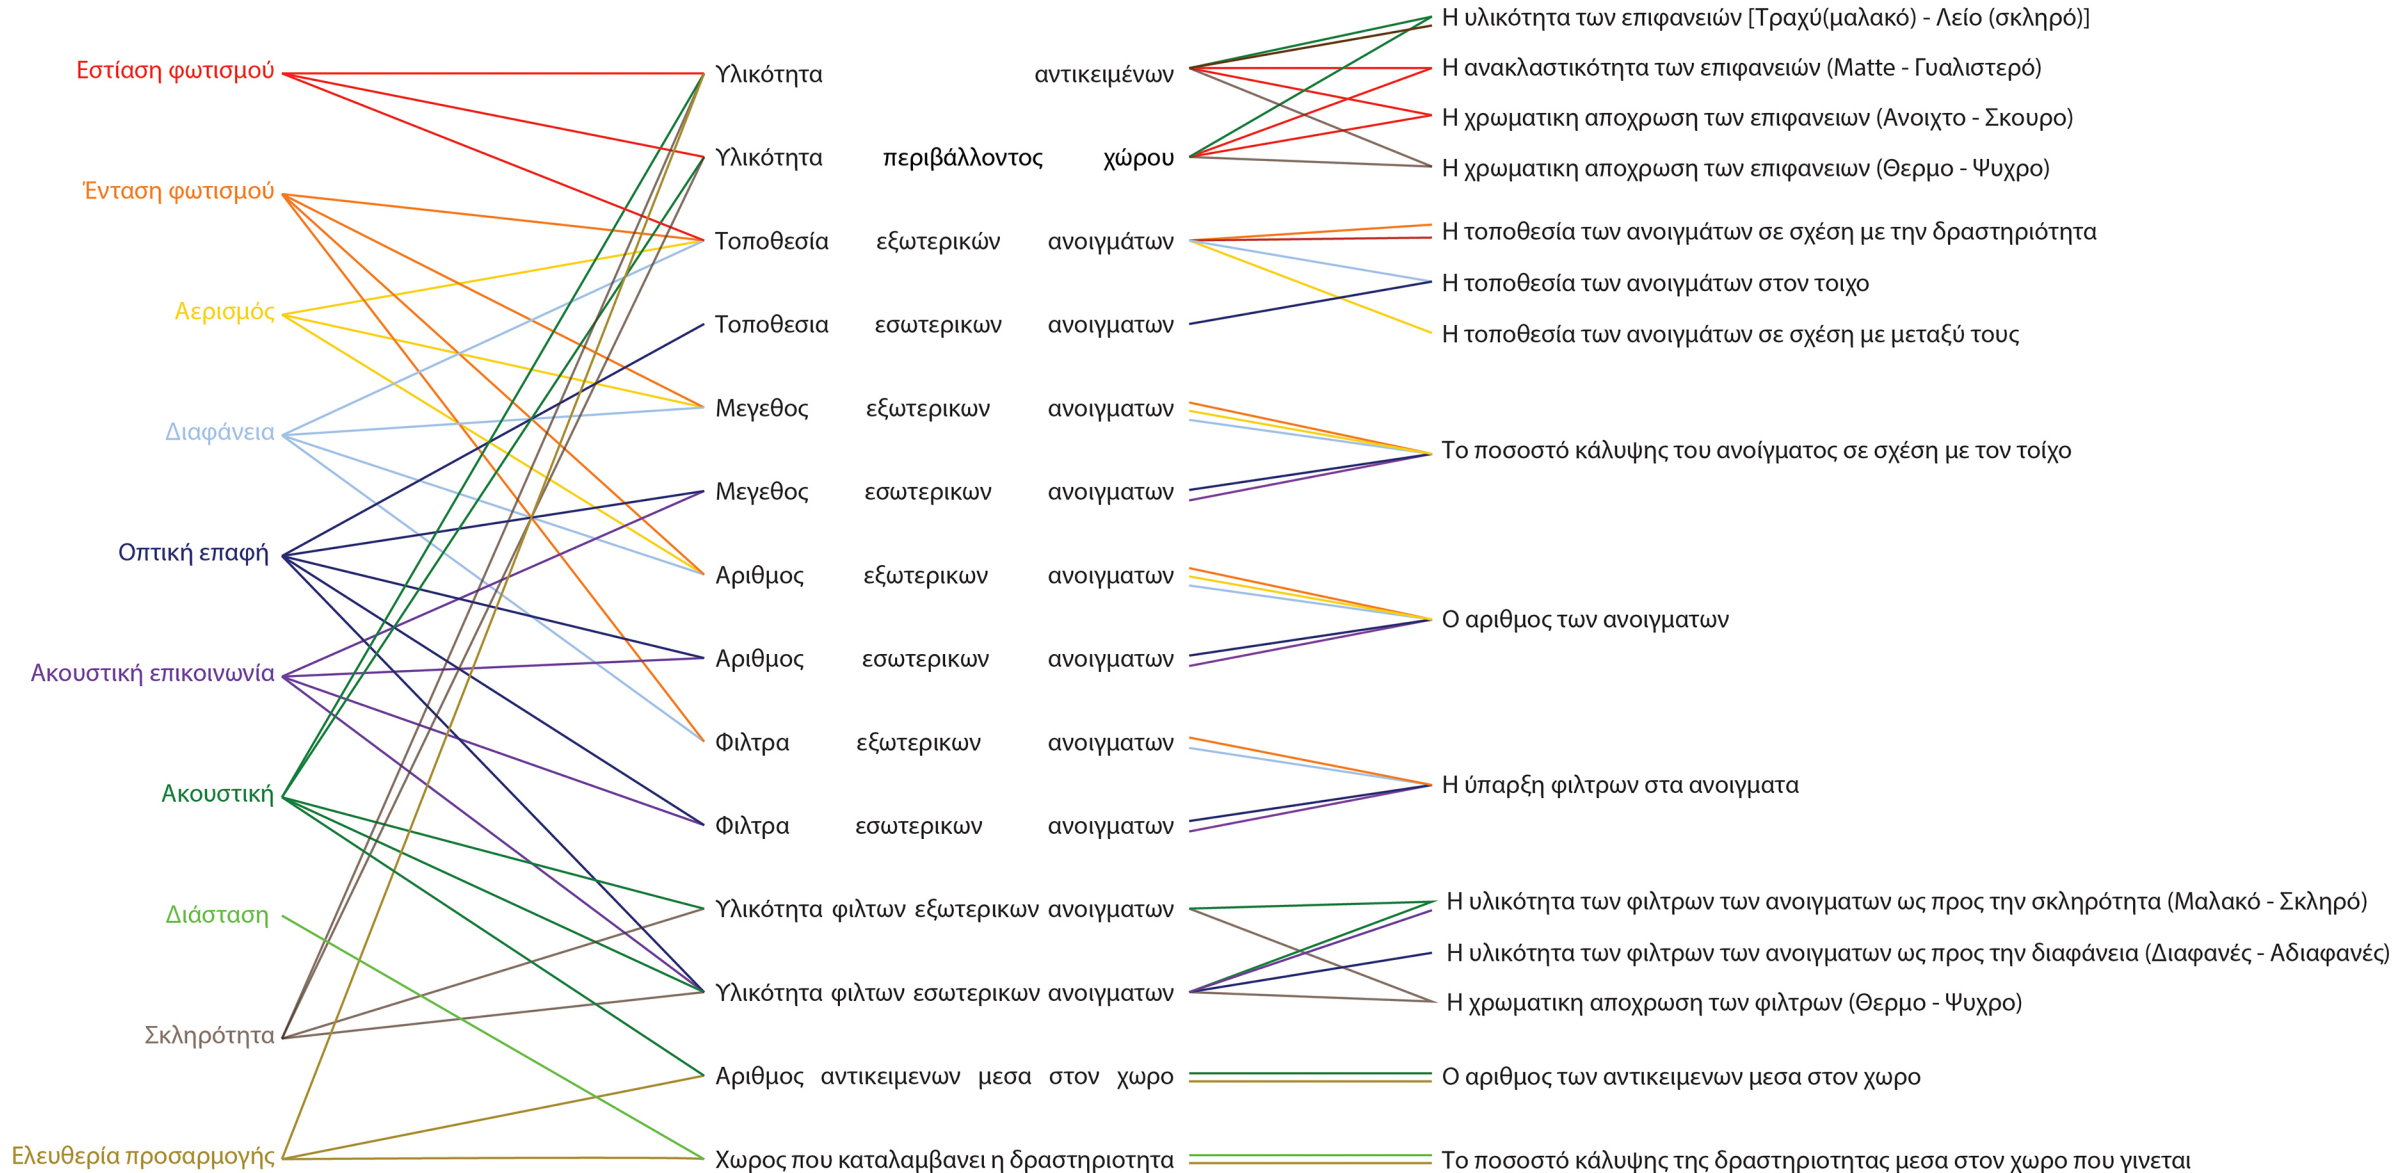 Εστίαση φωτισμού
Ένταση φωτισμού
Αερισμός
Διαφάνεια
Οπτική επαφή
Ακουστική επικοινωνία
Ακουστική
Διάσταση
Σκληρότητα
Ελευθερία προσαρμογής
Υλικότητα αντικειμένων
Υλικότητα περιβάλλοντος χώρου
Τοποθεσία εξωτερικών ανοιγμάτων
Τοποθεσια εσωτερικων ανοιγματων
Μεγεθος εξωτερικων ανοιγματων
Μεγεθος εσωτερικων ανοιγματων
Αριθμος εξωτερικων ανοιγματων
Αριθμος εσωτερικων ανοιγματων
Φιλτρα εξωτερικων ανοιγματων
Φιλτρα εσωτερικων ανοιγματων
Υλικότητα φιλτων εξωτερικων ανοιγματων
Υλικότητα φιλτων εσωτερικων ανοιγματων
Αριθμος αντικειμενων μεσα στον χωρο
Χωρος που καταλαμβανει η δραστηριοτητα
Η υλικότητα των επιφανειών [Τραχύ(μαλακό) - Λείο (σκληρό)]
Η ανακλαστικότητα των επιφανειών (Matte - Γυαλιστερό)
Η χρωματικη αποχρωση των επιφανειων (Ανοιχτο - Σκουρο)
Η χρωματικη αποχρωση των επιφανειων (Θερμο - Ψυχρο)
Η τοποθεσία των ανοιγμάτων σε σχέση με την δραστηριότητα
Η τοποθεσία των ανοιγμάτων στον τοιχο
Η τοποθεσία των ανοιγμάτων σε σχέση με μεταξύ τους
Το ποσοστό κάλυψης του ανοίγματος σε σχέση με τον τοίχο
Ο αριθμος των ανοιγματων
Η ύπαρξη φιλτρων στα ανοιγματα
Η υλικότητα των φιλτρων των ανοιγματων ως προς την σκληρότητα (Μαλακό - Σκληρό)
Η υλικότητα των φιλτρων των ανοιγματων ως προς την διαφάνεια (Διαφανές - Αδιαφανές)
Η χρωματικη αποχρωση των φιλτρων (Θερμο - Ψυχρο)
Ο αριθμος των αντικειμενων μεσα στον χωρο
Το ποσοστό κάλυψης της δραστηριοτητας μεσα στον χωρο που γινεται